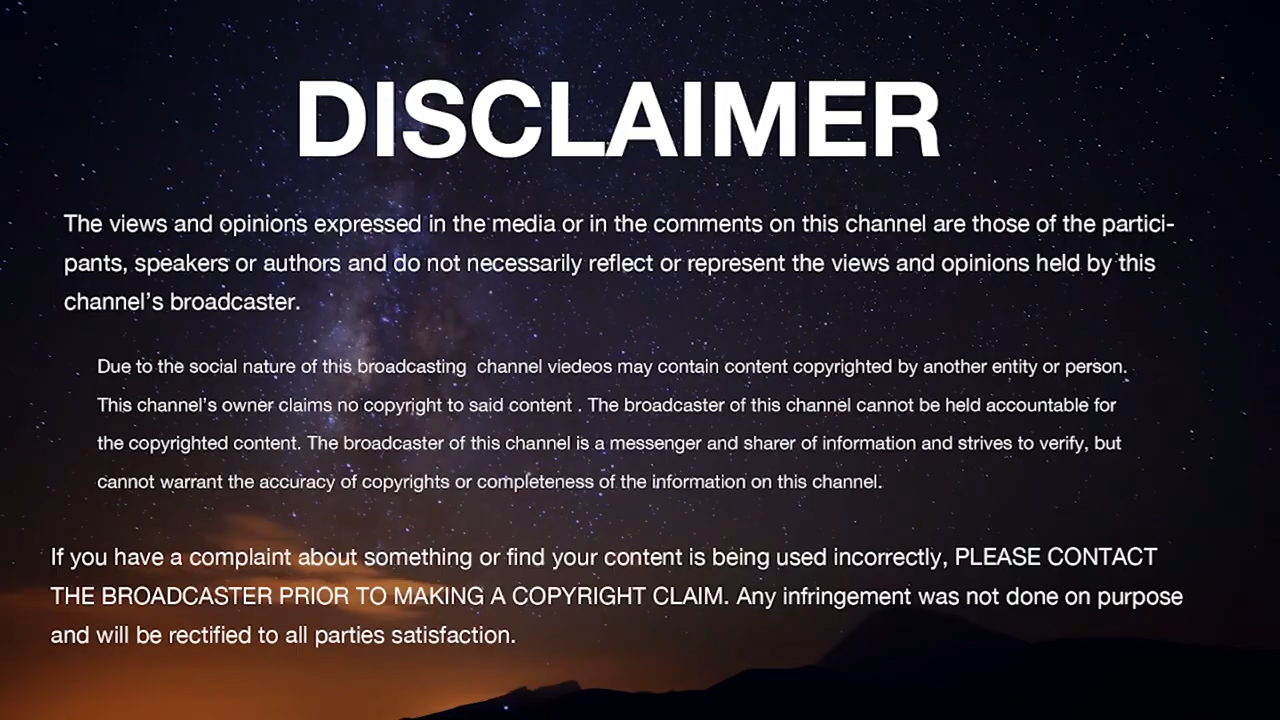 DISCLAIMER
The views and opinions expressed in the media or in the comments on this channel are those of the partici-
pants, speakers or authors and do not necessarily reflect or represent the views and opinions held by this
channel's broadcaster.
Due to the social nature of this broadcasting  channel viedeos may contain content copyrighted by another entity or person.
This channel's owner claims no copyright to said content . The broadcaster of this channel cannot be held accountable for
the copyrighted content. The broadcaster of this channel is a messenger and sharer of information and strives to verify, but
cannot warrant the accuracy of copyrights or completeness of the information on this channel.
If you have a complaint about something or find your content is being used incorrectly, PLEASE CONTACT
THE BROADCASTER PRIOR TO MAKING A COPYRIGHT CLAIM. Any infringement was not done on purpose
and will be rectified to all parties satisfaction.